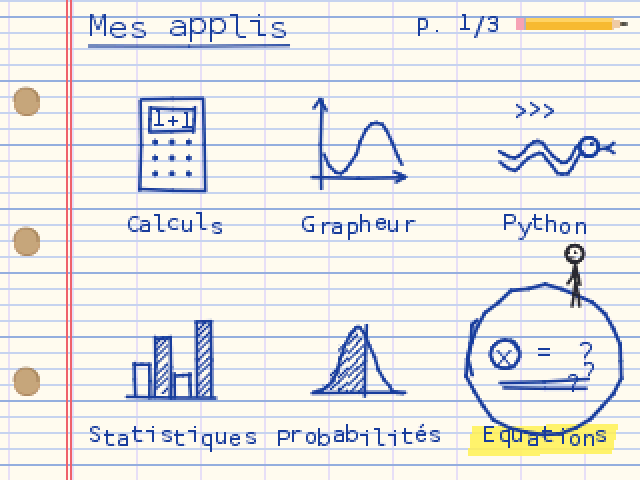 Mes applis
p. 1/3
1+1
>>>
Calculs
Grapheur
Python
x = ?
?
?
Statistiques
Probabilités
Equations